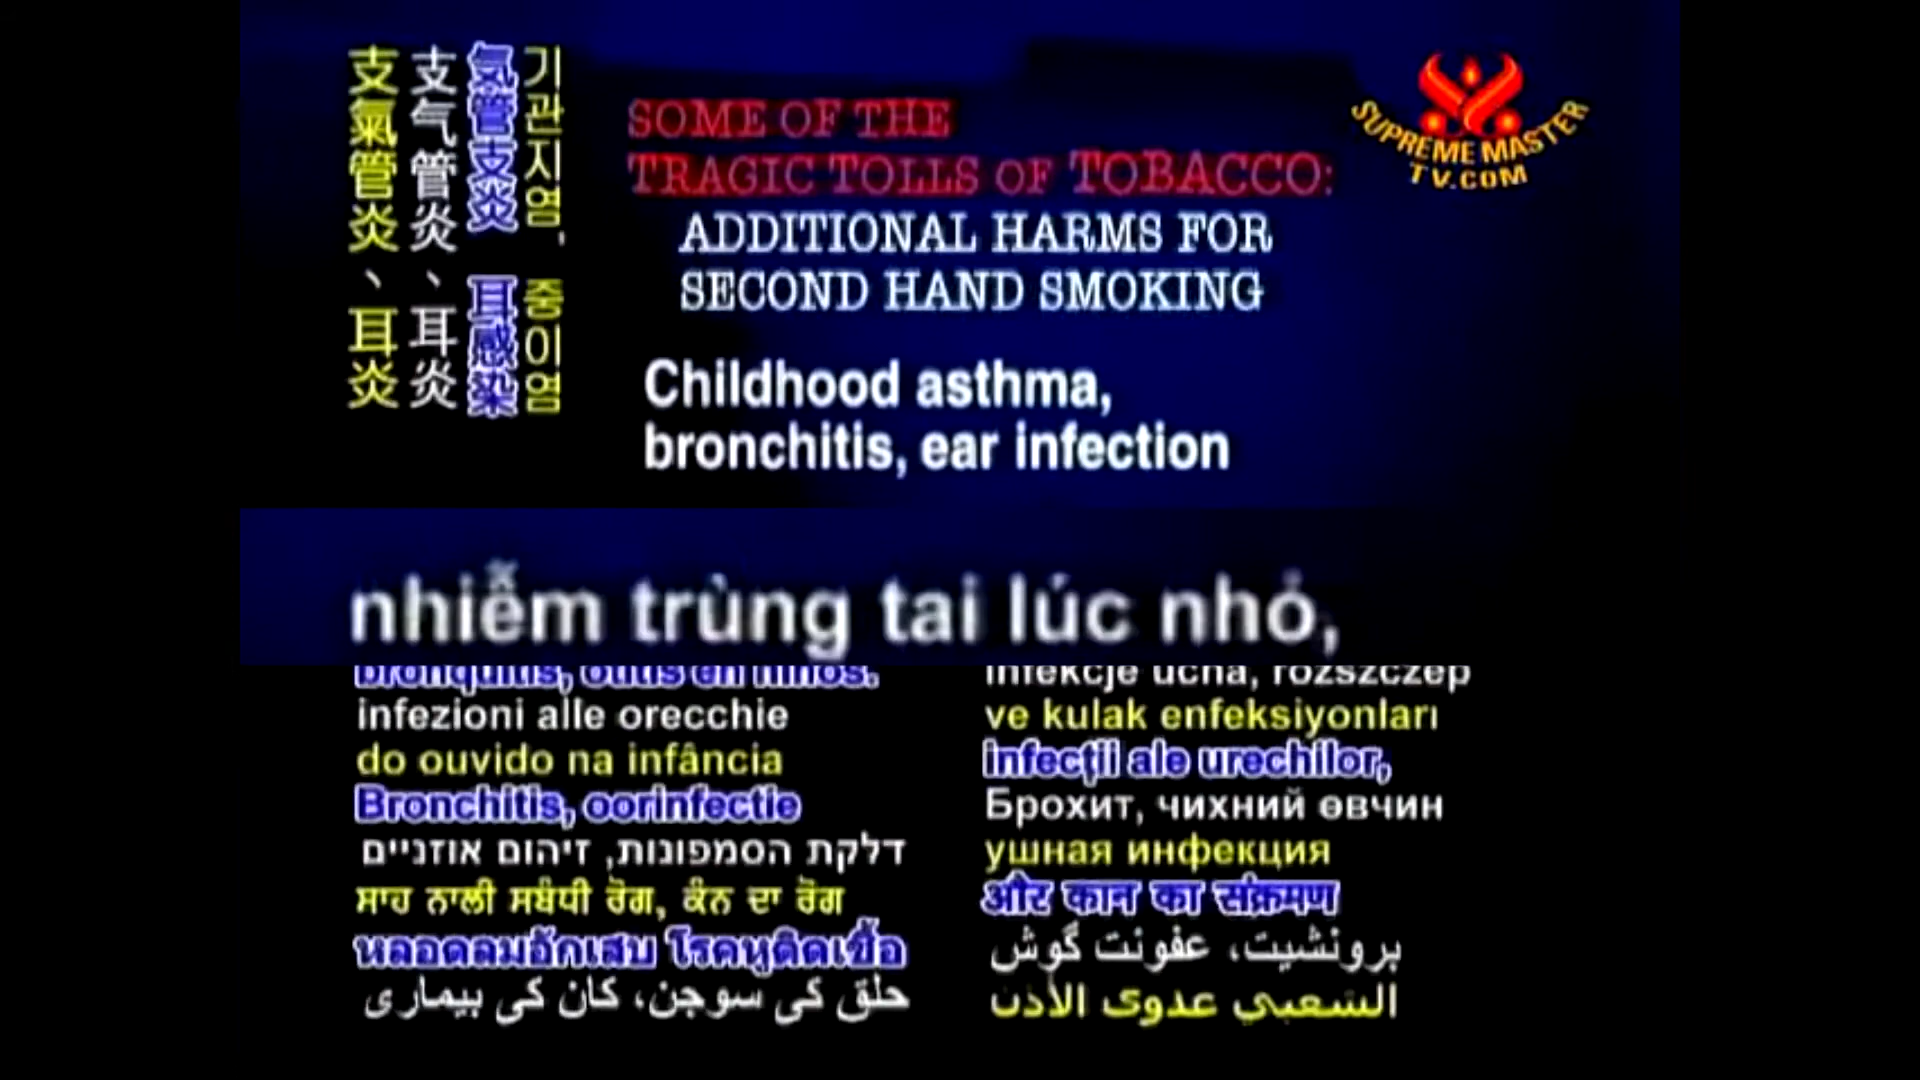 支氣管炎、耳炎
支气管炎、耳炎
気管支炎 耳感染
기관지염, 중이염
SOME OF THE
TRAGIC TOLLS OF TOBACCO:
ADDITIONAL HARMS FOR
SECOND HAND SMOKING
Childhood asthma,
bronchitis, ear infection
SUPREME MASTER
TV.COM
nhiễm trùng tai lúc nhỏ,
bronquitis, otitis en niños.
infezioni alle orecchie
do ouvido na infância
Bronchitis, oorinfectie
דלקת הסמפונות, זיהום אוזניים
ਸਾਹ ਨਾਲੀ ਸਬੰਧੀ ਰੋਗ, ਕੰਨ ਦਾ ਰੋਗ
หลอดลมอักเสบ โรคหูติดเชื้อ
حلق کی سوجن، کان کی بیماری
infekcje ucha, rozszczep
ve kulak enfeksiyonları
infecții ale urechilor,
Брохит, чихний өвчин
ушная инфекция
और कान का संक्रमण
برونشیت، عفونت گوش
الشعبي عدوى الأذن